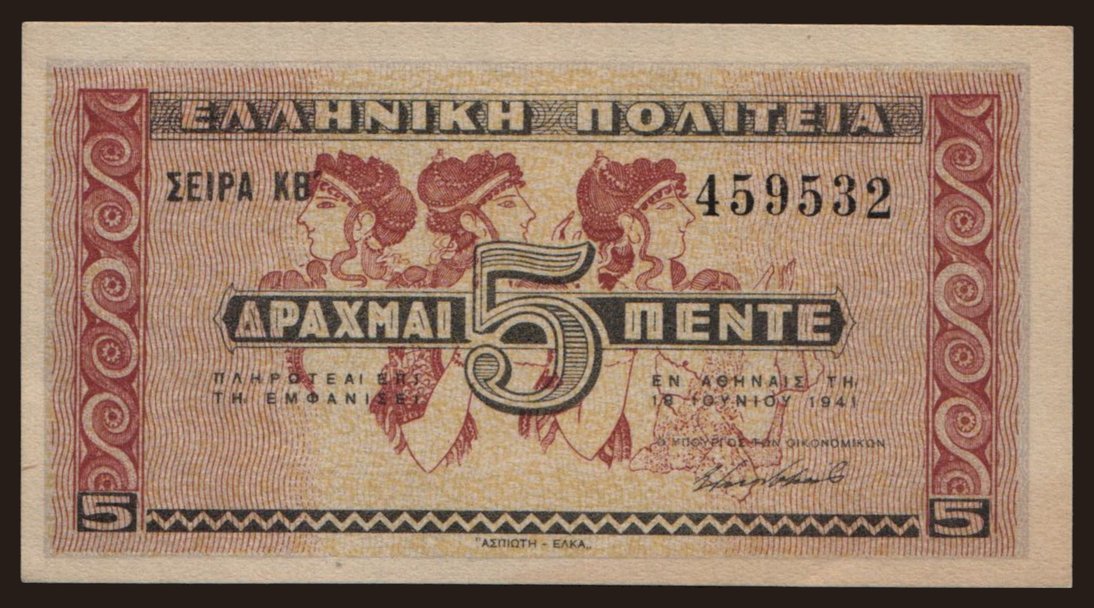 ΕΛΛΗΝΙΚΗ ΠΟΛΙΤΕΙΑ
ΣΕΙΡΑ ΚΒ 459532
ΔΡΑΧΜΑΙ 5 ΠΕΝΤΕ
ΠΛΗΡΩΤΕΑΙ ΕΠΙ
ΤΗ ΕΜΦΑΝΙΣΕΙ
ΕΝ ΑΘΗΝΑΙΣ ΤΗ
18 ΙΟΥΝΙΟΥ 1941
Ο ΥΠΟΥΡΓΟΣ ΤΩΝ ΟΙΚΟΝΟΜΙΚΩΝ
5 5
"ΑΣΠΙΩΤΗ - ΕΛΚΑ„